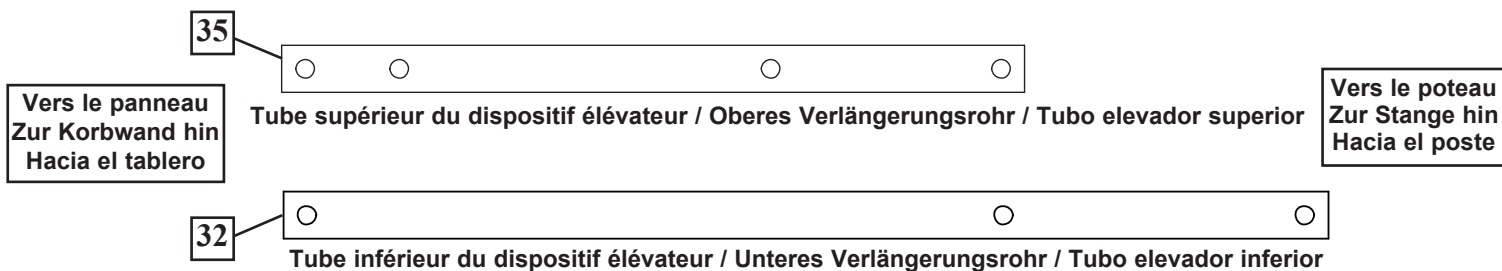 35
Vers le panneau
Zur Korbwand hin
Hacia el tablero
Tube supérieur du dispositif élévateur / Oberes Verlängerungsrohr / Tubo elevador superior
Vers le poteau
Zur Stange hin
Hacia el poste
32
Tube inférieur du dispositif élévateur / Unteres Verlängerungsrohr / Tubo elevador inferior